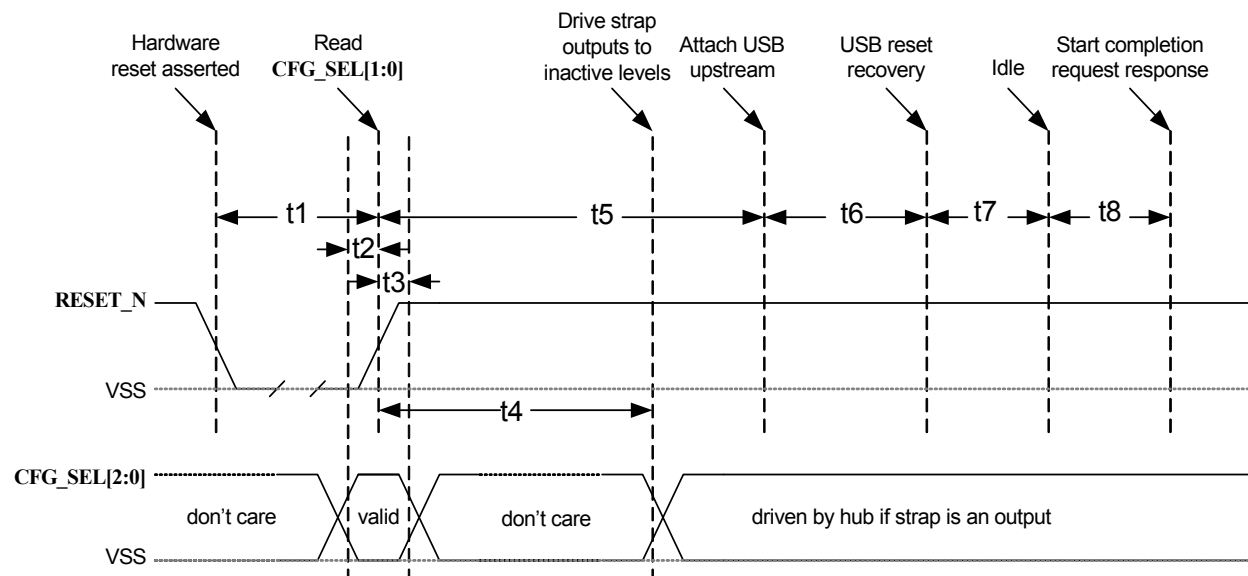 Hardware
reset asserted
Read
CFG_SEL[1:0]
Drive strap
outputs to
inactive levels
Attach USB
upstream
USB reset
recovery
Idle
Start completion
request response
t1
t5
t6
t7
t8
t2
t3
RESET_N
VSS
t4
CFG_SEL[2:0]
don't care
valid
don't care
driven by hub if strap is an output
VSS